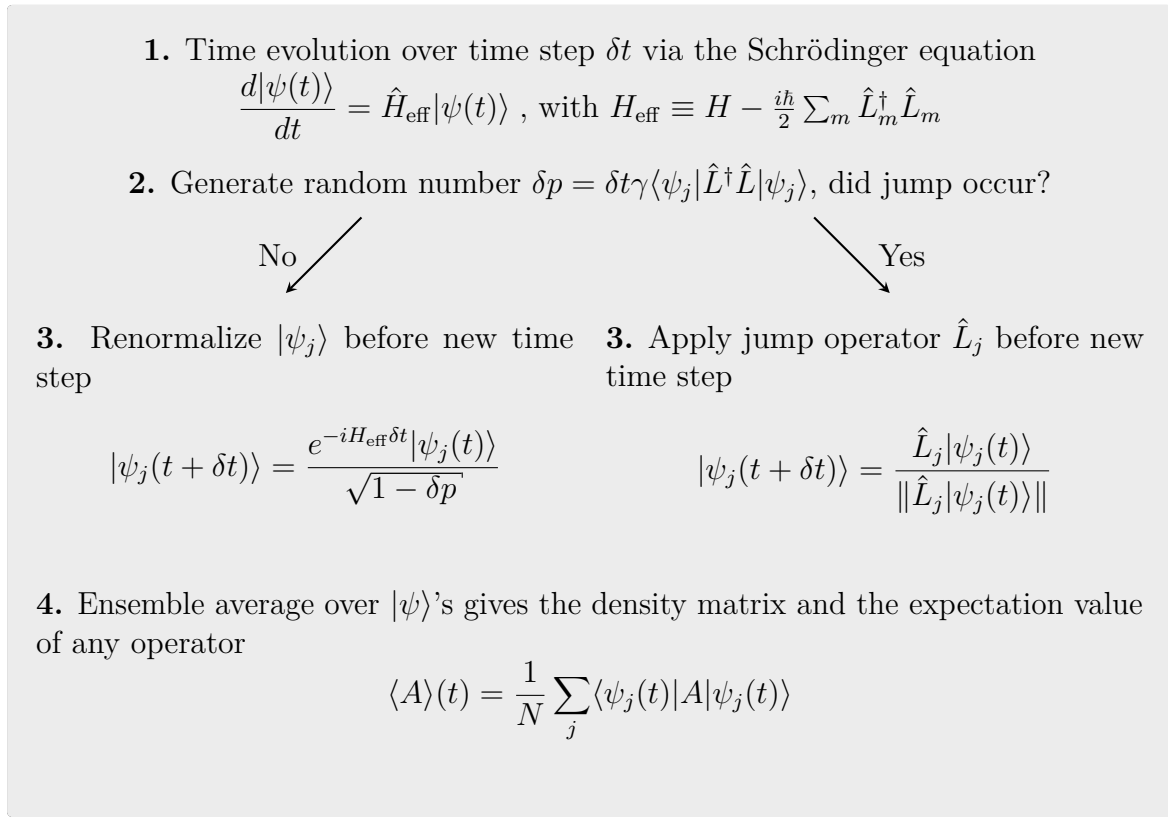 1. Time evolution over time step δt via the Schrödinger equation
d|ψ(t)⟩/dt = Ĥ_eff|ψ(t)⟩ , with H_eff ≡ H − iℏ/2 ∑_m L̂†_m L̂_m
2. Generate random number δp = δtγ⟨ψ_j|L̂†L̂|ψ_j⟩, did jump occur?
No
Yes
3. Renormalize |ψ_j⟩ before new time
step
|ψ_j(t + δt)⟩ = e^{−iH_eff δt}|ψ_j(t)⟩ / √(1 − δp)
3. Apply jump operator L̂_j before new
time step
|ψ_j(t + δt)⟩ = L̂_j|ψ_j(t)⟩ / ‖L̂_j|ψ_j(t)⟩‖
4. Ensemble average over |ψ⟩'s gives the density matrix and the expectation value
of any operator
⟨A⟩(t) = 1/N ∑_j ⟨ψ_j(t)|A|ψ_j(t)⟩